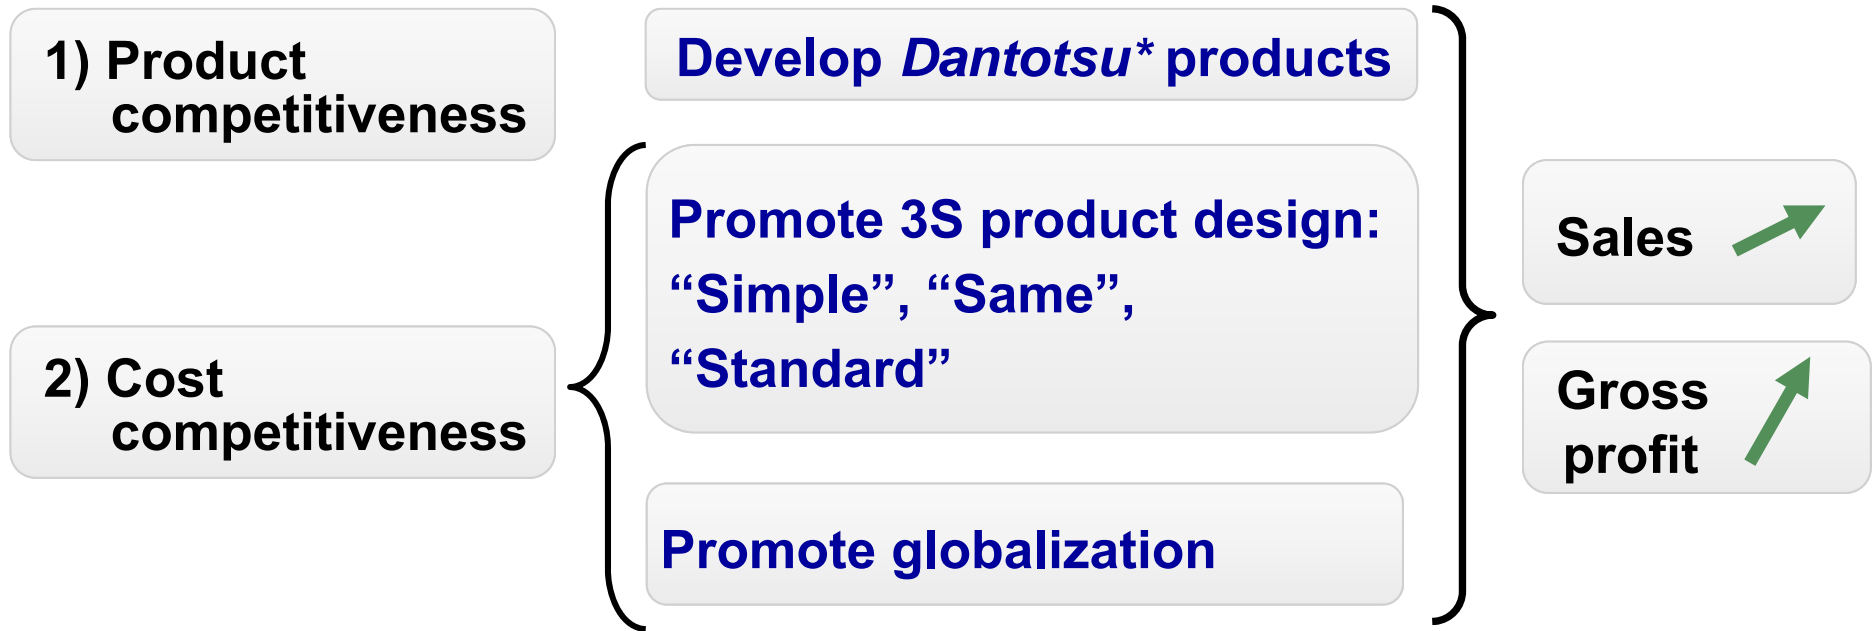 1) Product
competitiveness
Develop Dantotsu* products
2) Cost
competitiveness
Promote 3S product design:
“Simple”, “Same”,
“Standard”
Promote globalization
Sales
Gross
profit